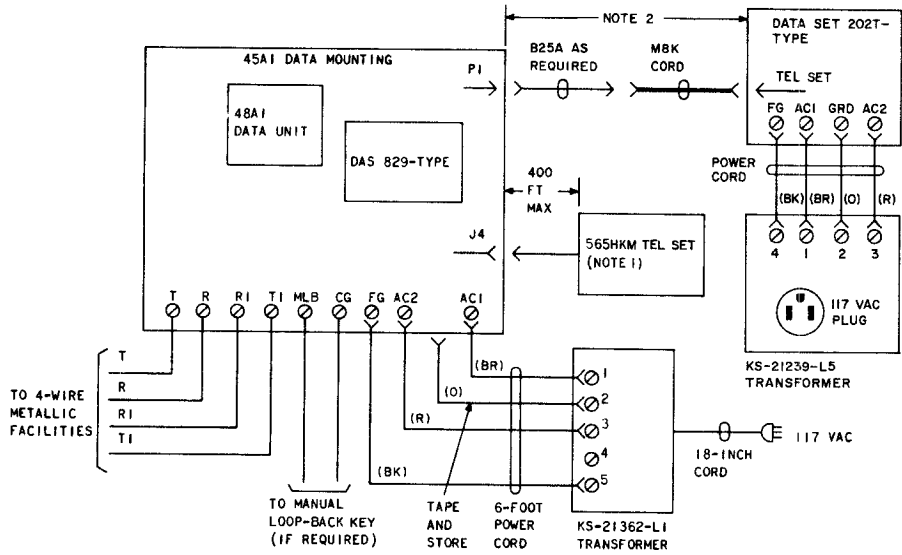 NOTE 2
DATA SET 202T-
TYPE
45A1 DATA MOUNTING
P1
B25A AS
REQUIRED
M8K
CORD
TEL SET
48A1
DATA UNIT
DAS 829-TYPE
FG AC1 GRD AC2
POWER
CORD
(BK) (BR) (O) (R)
400
FT
MAX
J4
565HKM TEL SET
(NOTE 1)
4 1 2 3
117 VAC
PLUG
KS-21239-L5
TRANSFORMER
T R R1 T1 MLB CG FG AC2 AC1
T
R
R1
T1
TO 4-WIRE
METALLIC
FACILITIES
(BR)
(O)
(R)
(BK)
1
2
3
4
5
117 VAC
18-INCH
CORD
TO MANUAL
LOOP-BACK KEY
(IF REQUIRED)
TAPE
AND
STORE
6-FOOT
POWER
CORD
KS-21362-L1
TRANSFORMER